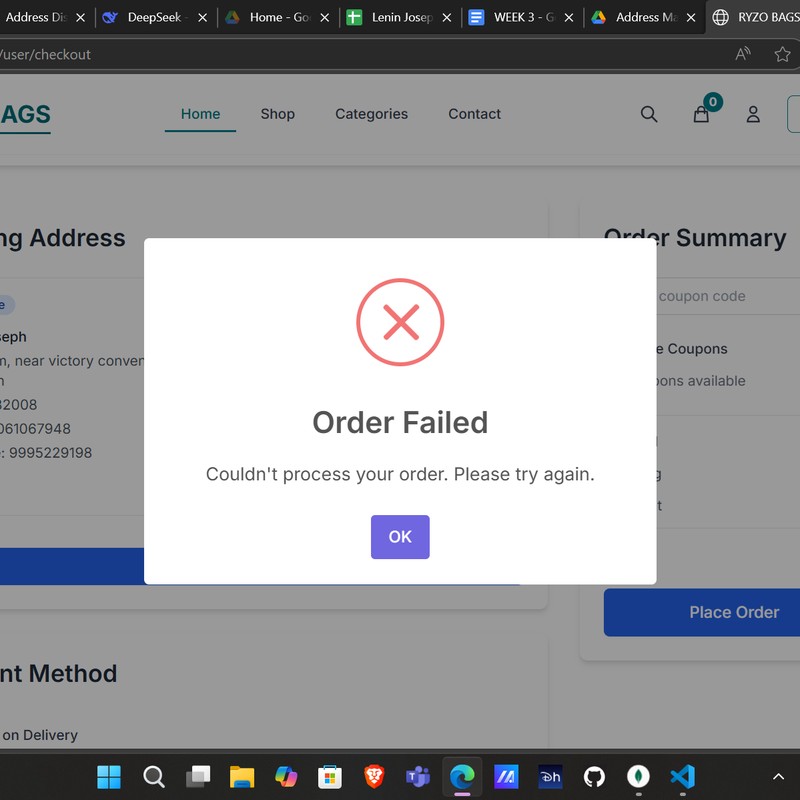 Address Dis
DeepSeek -
Home - Goo
Lenin Josep
WEEK 3 - G
Address Ma
RYZO BAGS
/user/checkout
AGS
Home
Shop
Categories
Contact
0
ng Address
Order Summary
e
coupon code
seph
e Coupons
m, near victory conven
pons available
n
32008
061067948
e: 9995229198
g
t
Order Failed
Couldn't process your order. Please try again.
OK
Place Order
nt Method
on Delivery